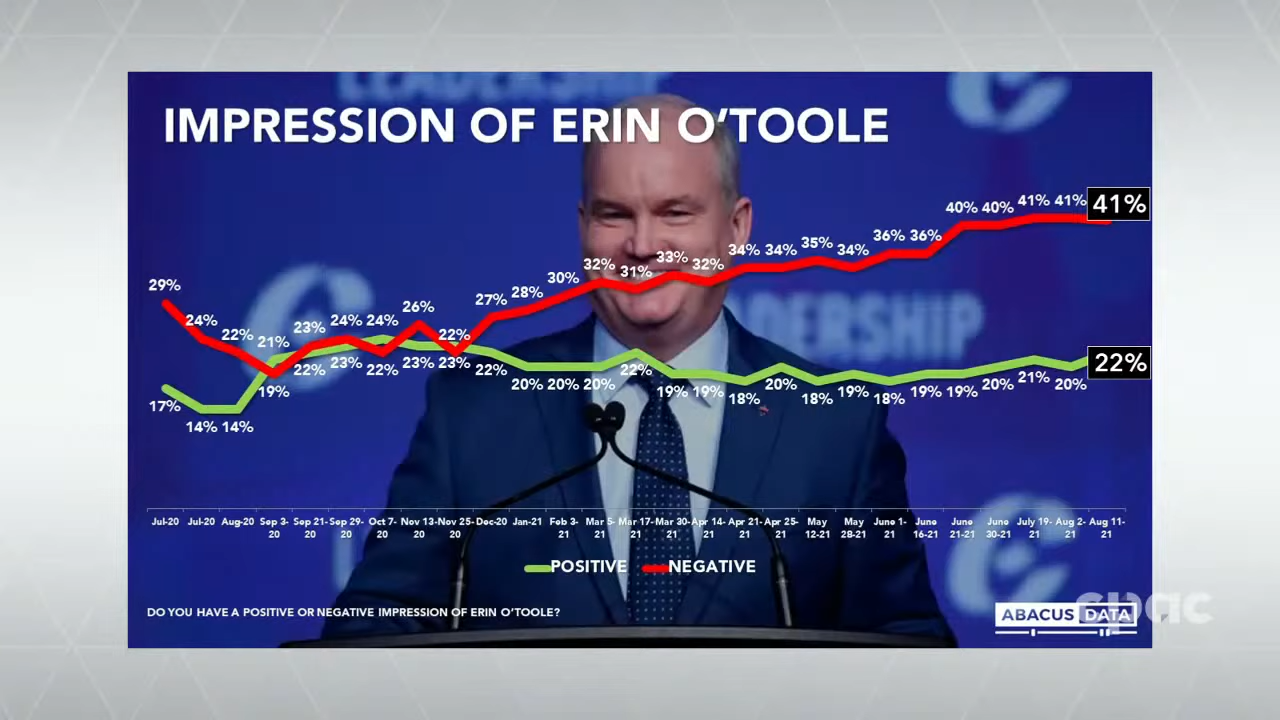 LEADERSHIP
IMPRESSION OF ERIN O'TOOLE
LEADERSHIP
29% 24% 22% 19% 23% 24% 22% 26% 22% 27% 28% 30% 32% 31% 33% 32% 34% 34% 35% 34% 36% 36% 40% 40% 41% 41% 41%
17% 14% 14% 21% 22% 23% 24% 23% 23% 22% 20% 20% 20% 22% 19% 19% 18% 20% 18% 19% 18% 19% 19% 20% 21% 20% 22%
Jul-20 Jul-20 Aug-20 Sep 3-20 Sep 21-20 Sep 29-20 Oct 7-20 Nov 13-20 Nov 25-20 Dec-20 Jan-21 Feb 3-21 Mar 5-21 Mar 17-21 Mar 30-21 Apr 14-21 Apr 21-21 Apr 25-21 May 12-21 May 28-21 June 1-21 June 16-21 June 21-21 June 30-21 July 19-21 Aug 2-21 Aug 11-21
POSITIVE NEGATIVE
DO YOU HAVE A POSITIVE OR NEGATIVE IMPRESSION OF ERIN O'TOOLE?
ABACUS DATA
cpac